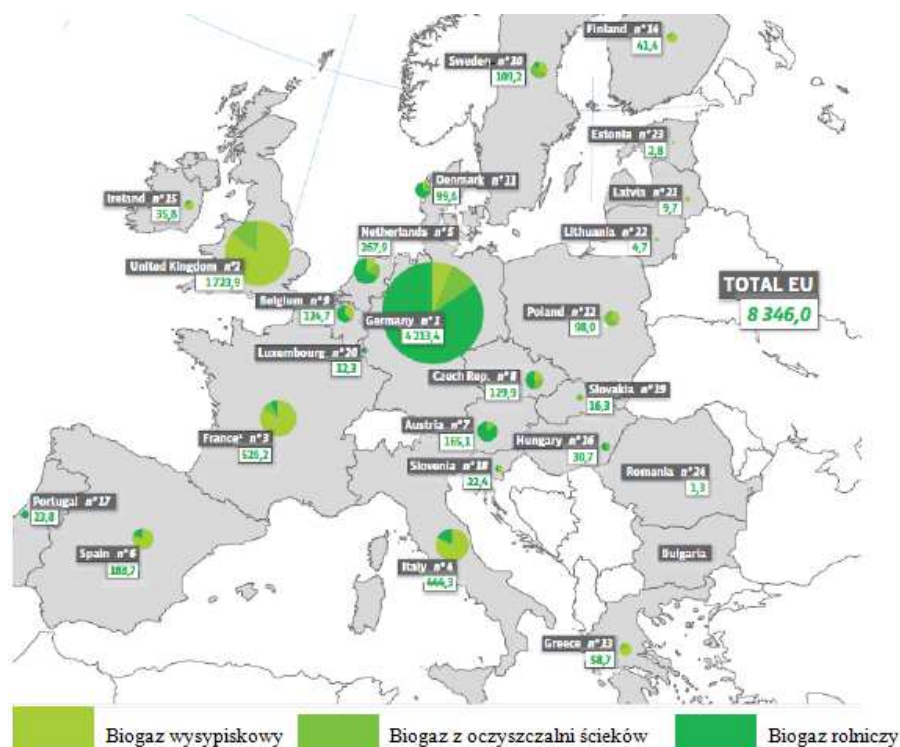 Finland n°14
41,4
Sweden n°10
109,2
Estonia n°23
2,8
Denmark n°11
99,6
Latvia n°21
9,7
Ireland n°15
35,8
Netherlands n°5
267,9
Lithuania n°22
4,7
United Kingdom n°2
1 723,9
TOTAL EU
8 346,0
Belgium n°9
124,7
Germany n°1
4 213,4
Poland n°12
98,0
Luxembourg n°20
12,3
Czech Rep. n°8
129,9
Slovakia n°19
16,3
France¹ n°3
526,2
Austria n°7
165,1
Hungary n°16
30,7
Slovenia n°18
22,4
Romania n°24
1,3
Portugal n°17
23,8
Spain n°6
183,7
Italy n°4
444,3
Bulgaria
Greece n°13
58,7
Biogaz wysypiskowy
Biogaz z oczyszczalni ścieków
Biogaz rolniczy